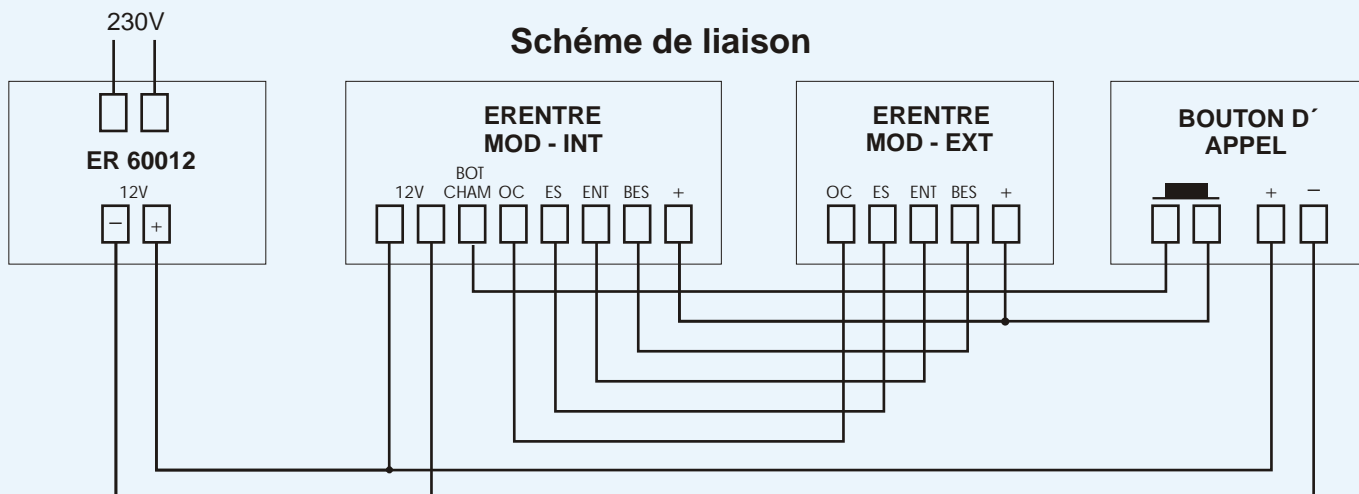 230V
Schéme de liaison
ER 60012
12V
− +
ERENTRE
MOD - INT
12V BOT CHAM OC ES ENT BES +
ERENTRE
MOD - EXT
OC ES ENT BES +
BOUTON D´
APPEL
+ −